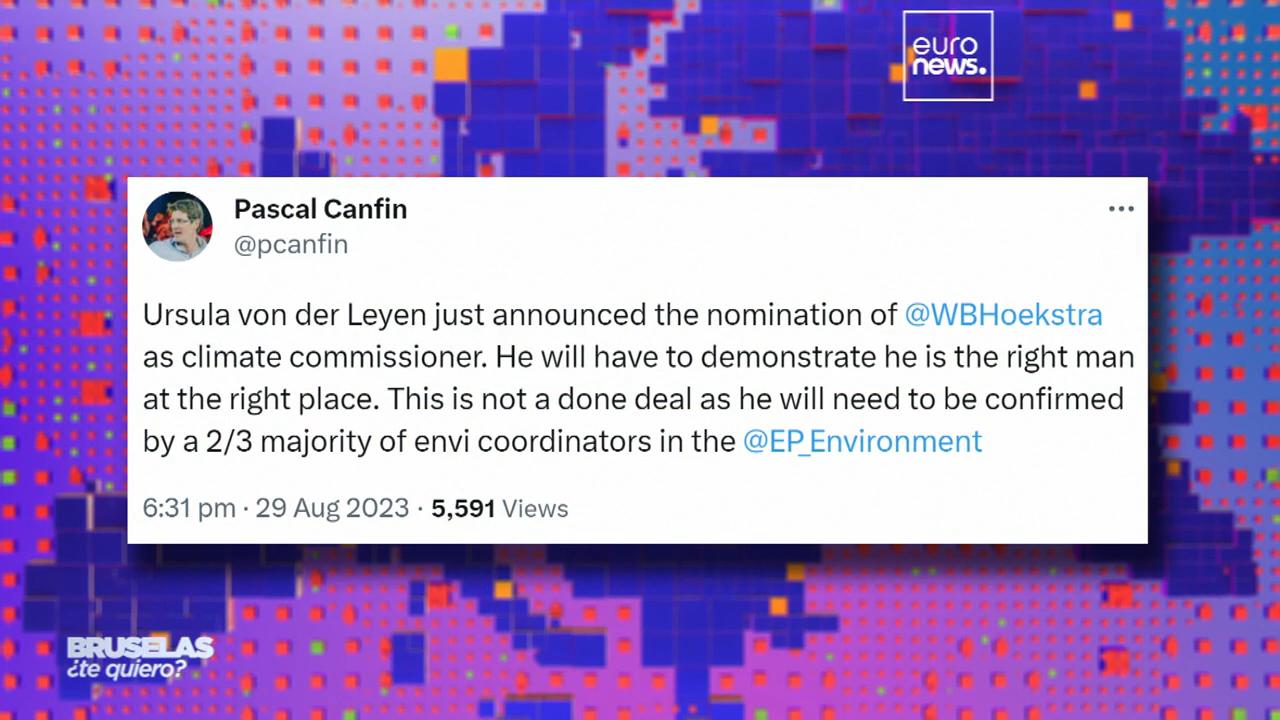 euro
news.
Pascal Canfin
@pcanfin
Ursula von der Leyen just announced the nomination of @WBHoekstra
as climate commissioner. He will have to demonstrate he is the right man
at the right place. This is not a done deal as he will need to be confirmed
by a 2/3 majority of envi coordinators in the @EP_Environment
6:31 pm · 29 Aug 2023 · 5,591 Views
BRUSELAS
¿te quiero?